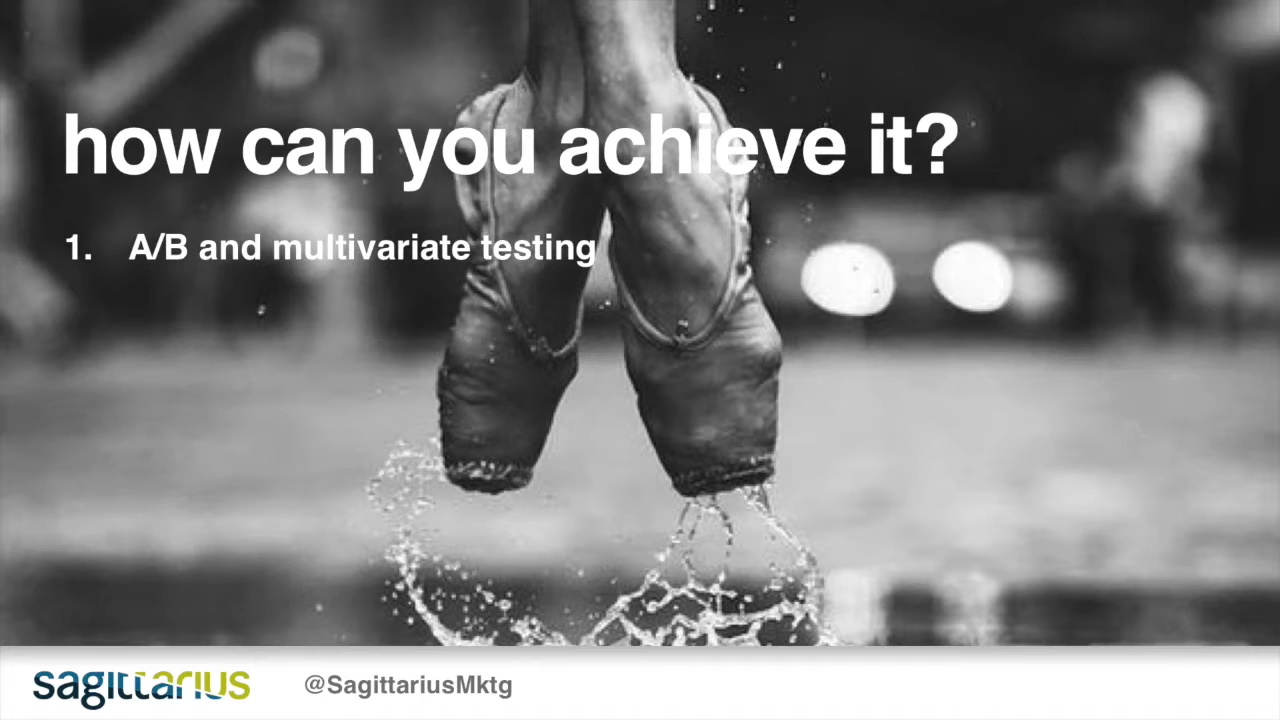 how can you achieve it?
1. A/B and multivariate testing
sagittarius
@SagittariusMktg